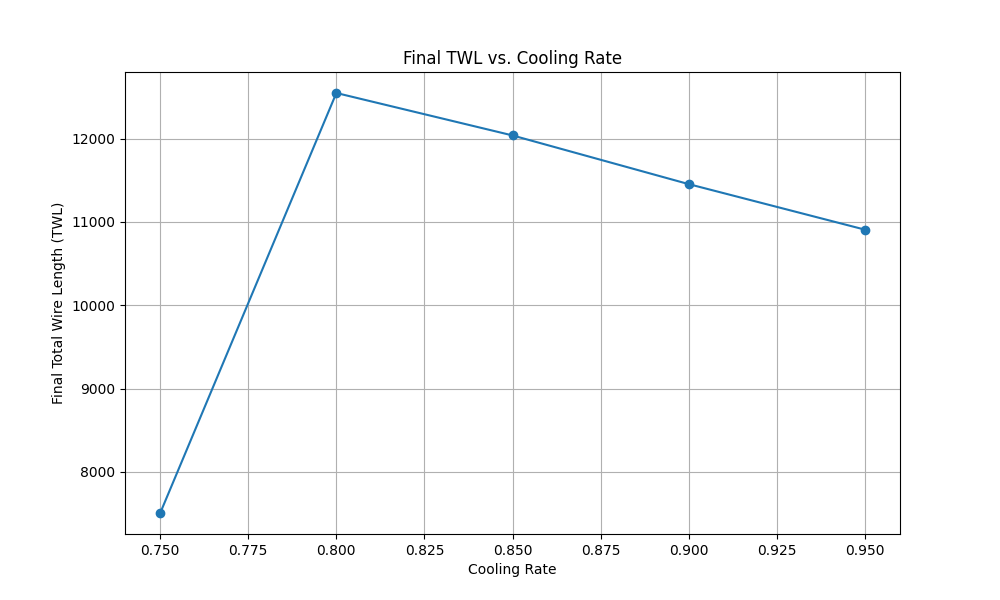 Final TWL vs. Cooling Rate
Final Total Wire Length (TWL)
12000
11000
10000
9000
8000
0.750 0.775 0.800 0.825 0.850 0.875 0.900 0.925 0.950
Cooling Rate